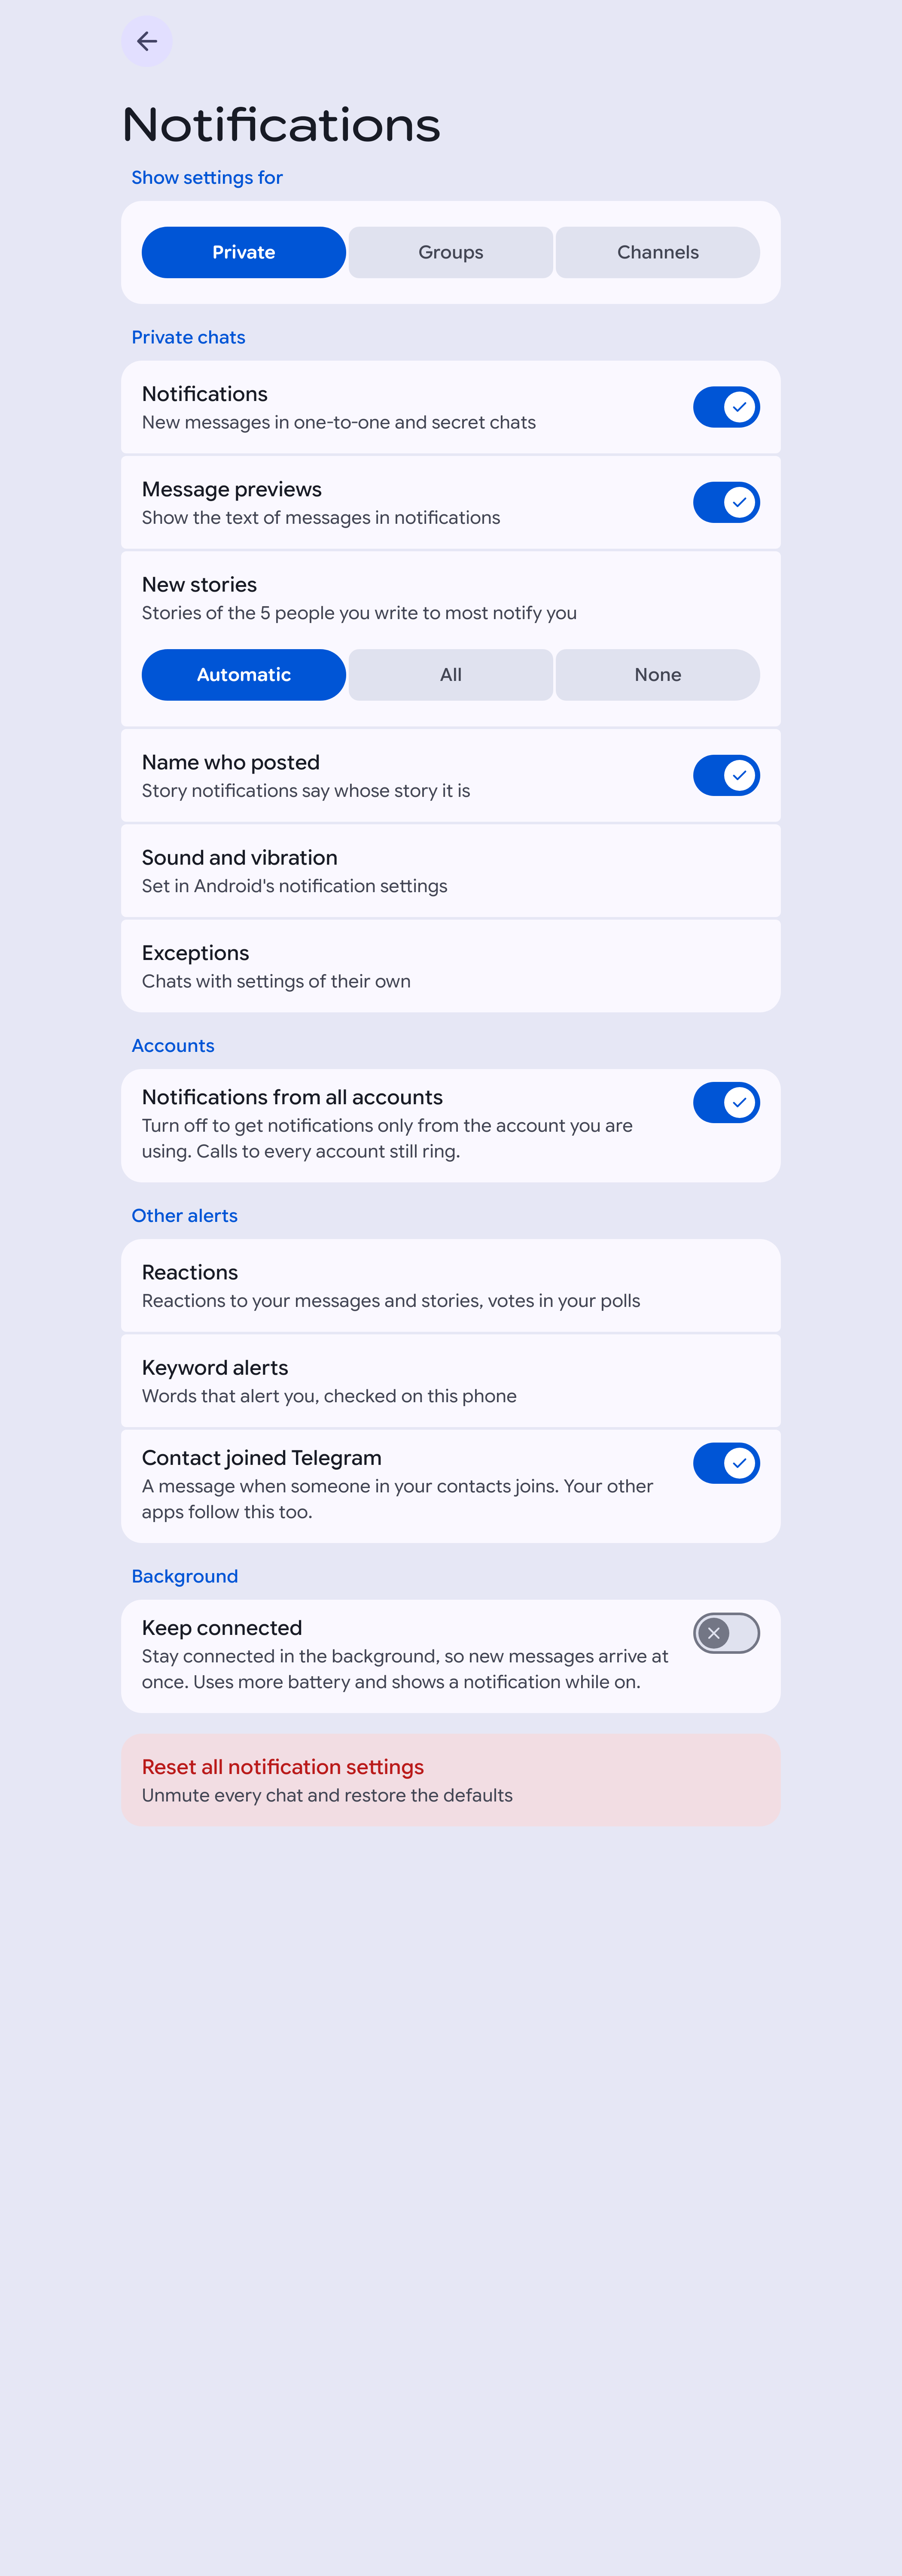 Notifications
Show settings for
Private
Groups
Channels
Private chats
Notifications
New messages in one-to-one and secret chats
Message previews
Show the text of messages in notifications
New stories
Stories of the 5 people you write to most notify you
Automatic
All
None
Name who posted
Story notifications say whose story it is
Sound and vibration
Set in Android's notification settings
Exceptions
Chats with settings of their own
Accounts
Notifications from all accounts
Turn off to get notifications only from the account you are
using. Calls to every account still ring.
Other alerts
Reactions
Reactions to your messages and stories, votes in your polls
Keyword alerts
Words that alert you, checked on this phone
Contact joined Telegram
A message when someone in your contacts joins. Your other
apps follow this too.
Background
Keep connected
Stay connected in the background, so new messages arrive at
once. Uses more battery and shows a notification while on.
Reset all notification settings
Unmute every chat and restore the defaults